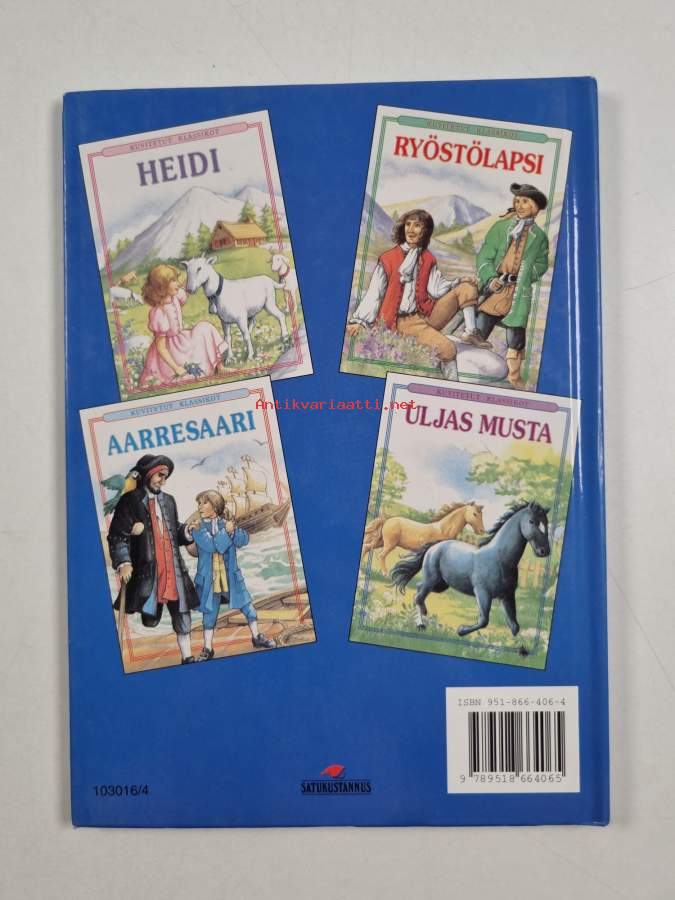 KUVITETUT KLASSIKOT
HEIDI
KUVITETUT KLASSIKOT
RYÖSTÖLAPSI
KUVITETUT KLASSIKOT
AARRESAARI
KUVITETUT KLASSIKOT
ULJAS MUSTA
Antikvariaatti.net
ISBN 951-866-406-4
9 789518 664065
103016/4
SATUKUSTANNUS